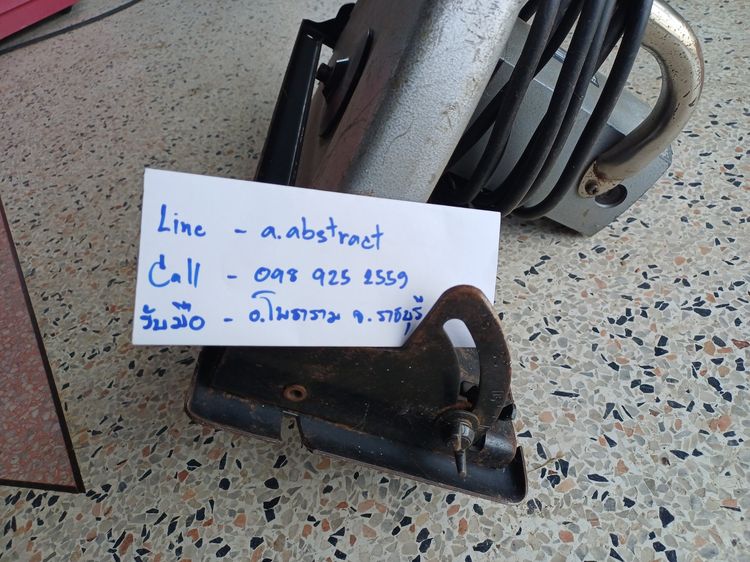 Line - a.abstract
Call - 098 925 2559
รับมือ - อ.โพธาราม จ.ราชบุรี